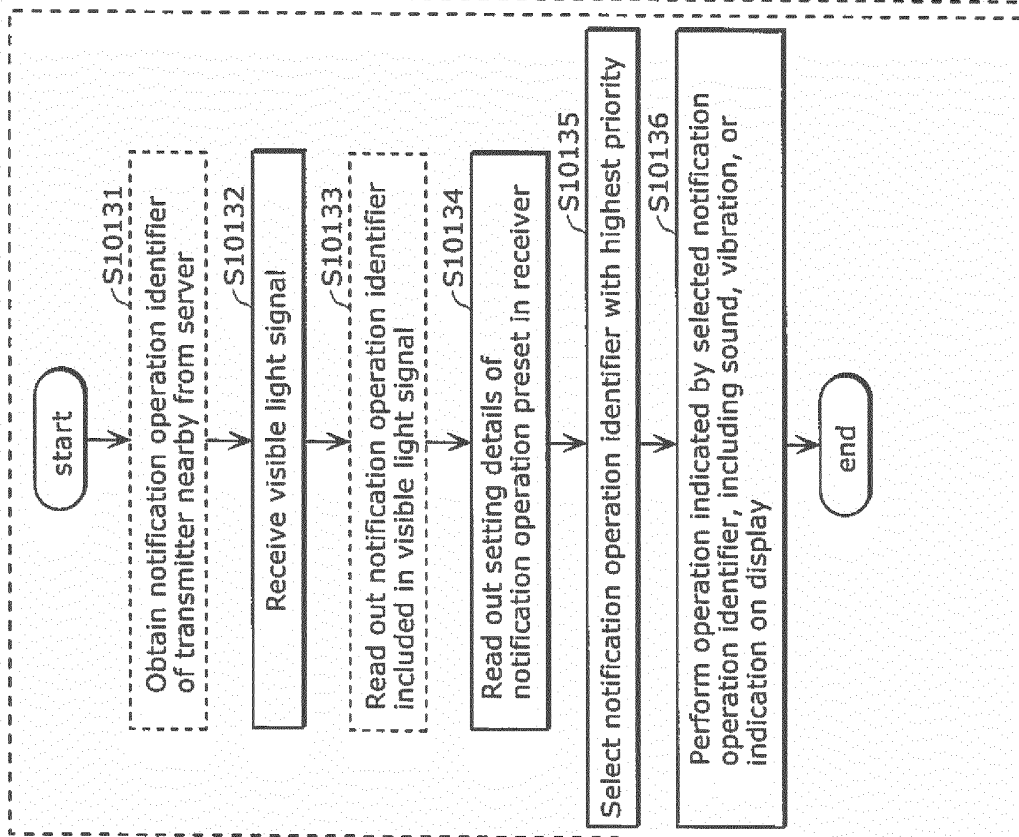 start
S10131
Obtain notification operation identifier
of transmitter nearby from server
S10132
Receive visible light signal
S10133
Read out notification operation identifier
included in visible light signal
S10134
Read out setting details of
notification operation preset in receiver
S10135
Select notification operation identifier with highest priority
S10136
Perform operation indicated by selected notification
operation identifier, including sound, vibration, or
indication on display
end